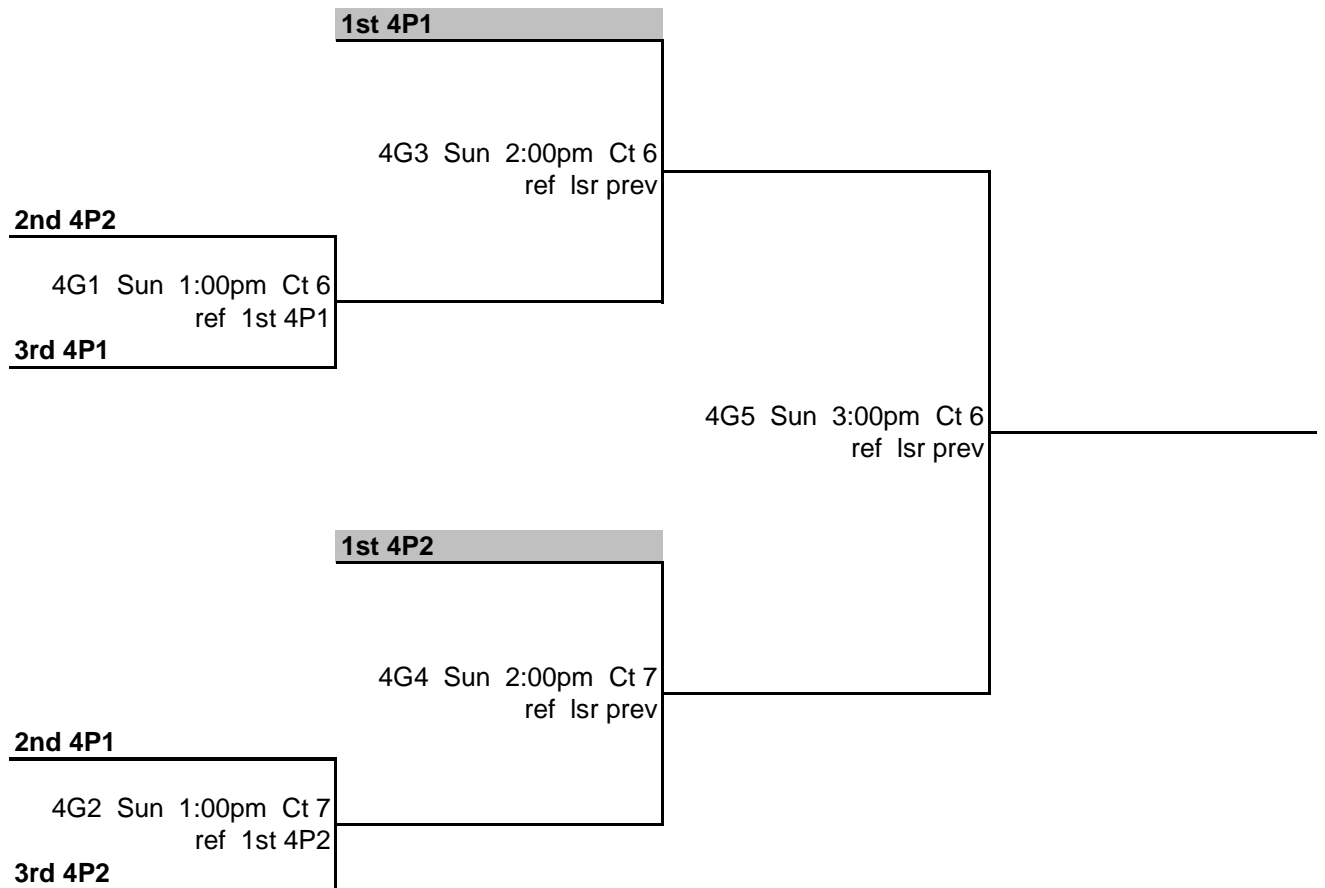 1st 4P1
4G3 Sun 2:00pm Ct 6
ref lsr prev
2nd 4P2
4G1 Sun 1:00pm Ct 6
ref 1st 4P1
3rd 4P1
4G5 Sun 3:00pm Ct 6
ref lsr prev
1st 4P2
4G4 Sun 2:00pm Ct 7
ref lsr prev
2nd 4P1
4G2 Sun 1:00pm Ct 7
ref 1st 4P2
3rd 4P2